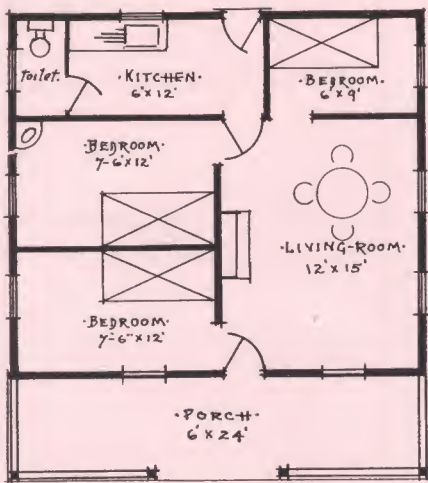 toilet.
·KITCHEN·
6'X12'
·BEDROOM·
6'X9'
·BEDROOM·
7-6'X12'
·LIVING-ROOM·
12'X15'
·BEDROOM·
7'-6"X12'
·PORCH·
6'X24'